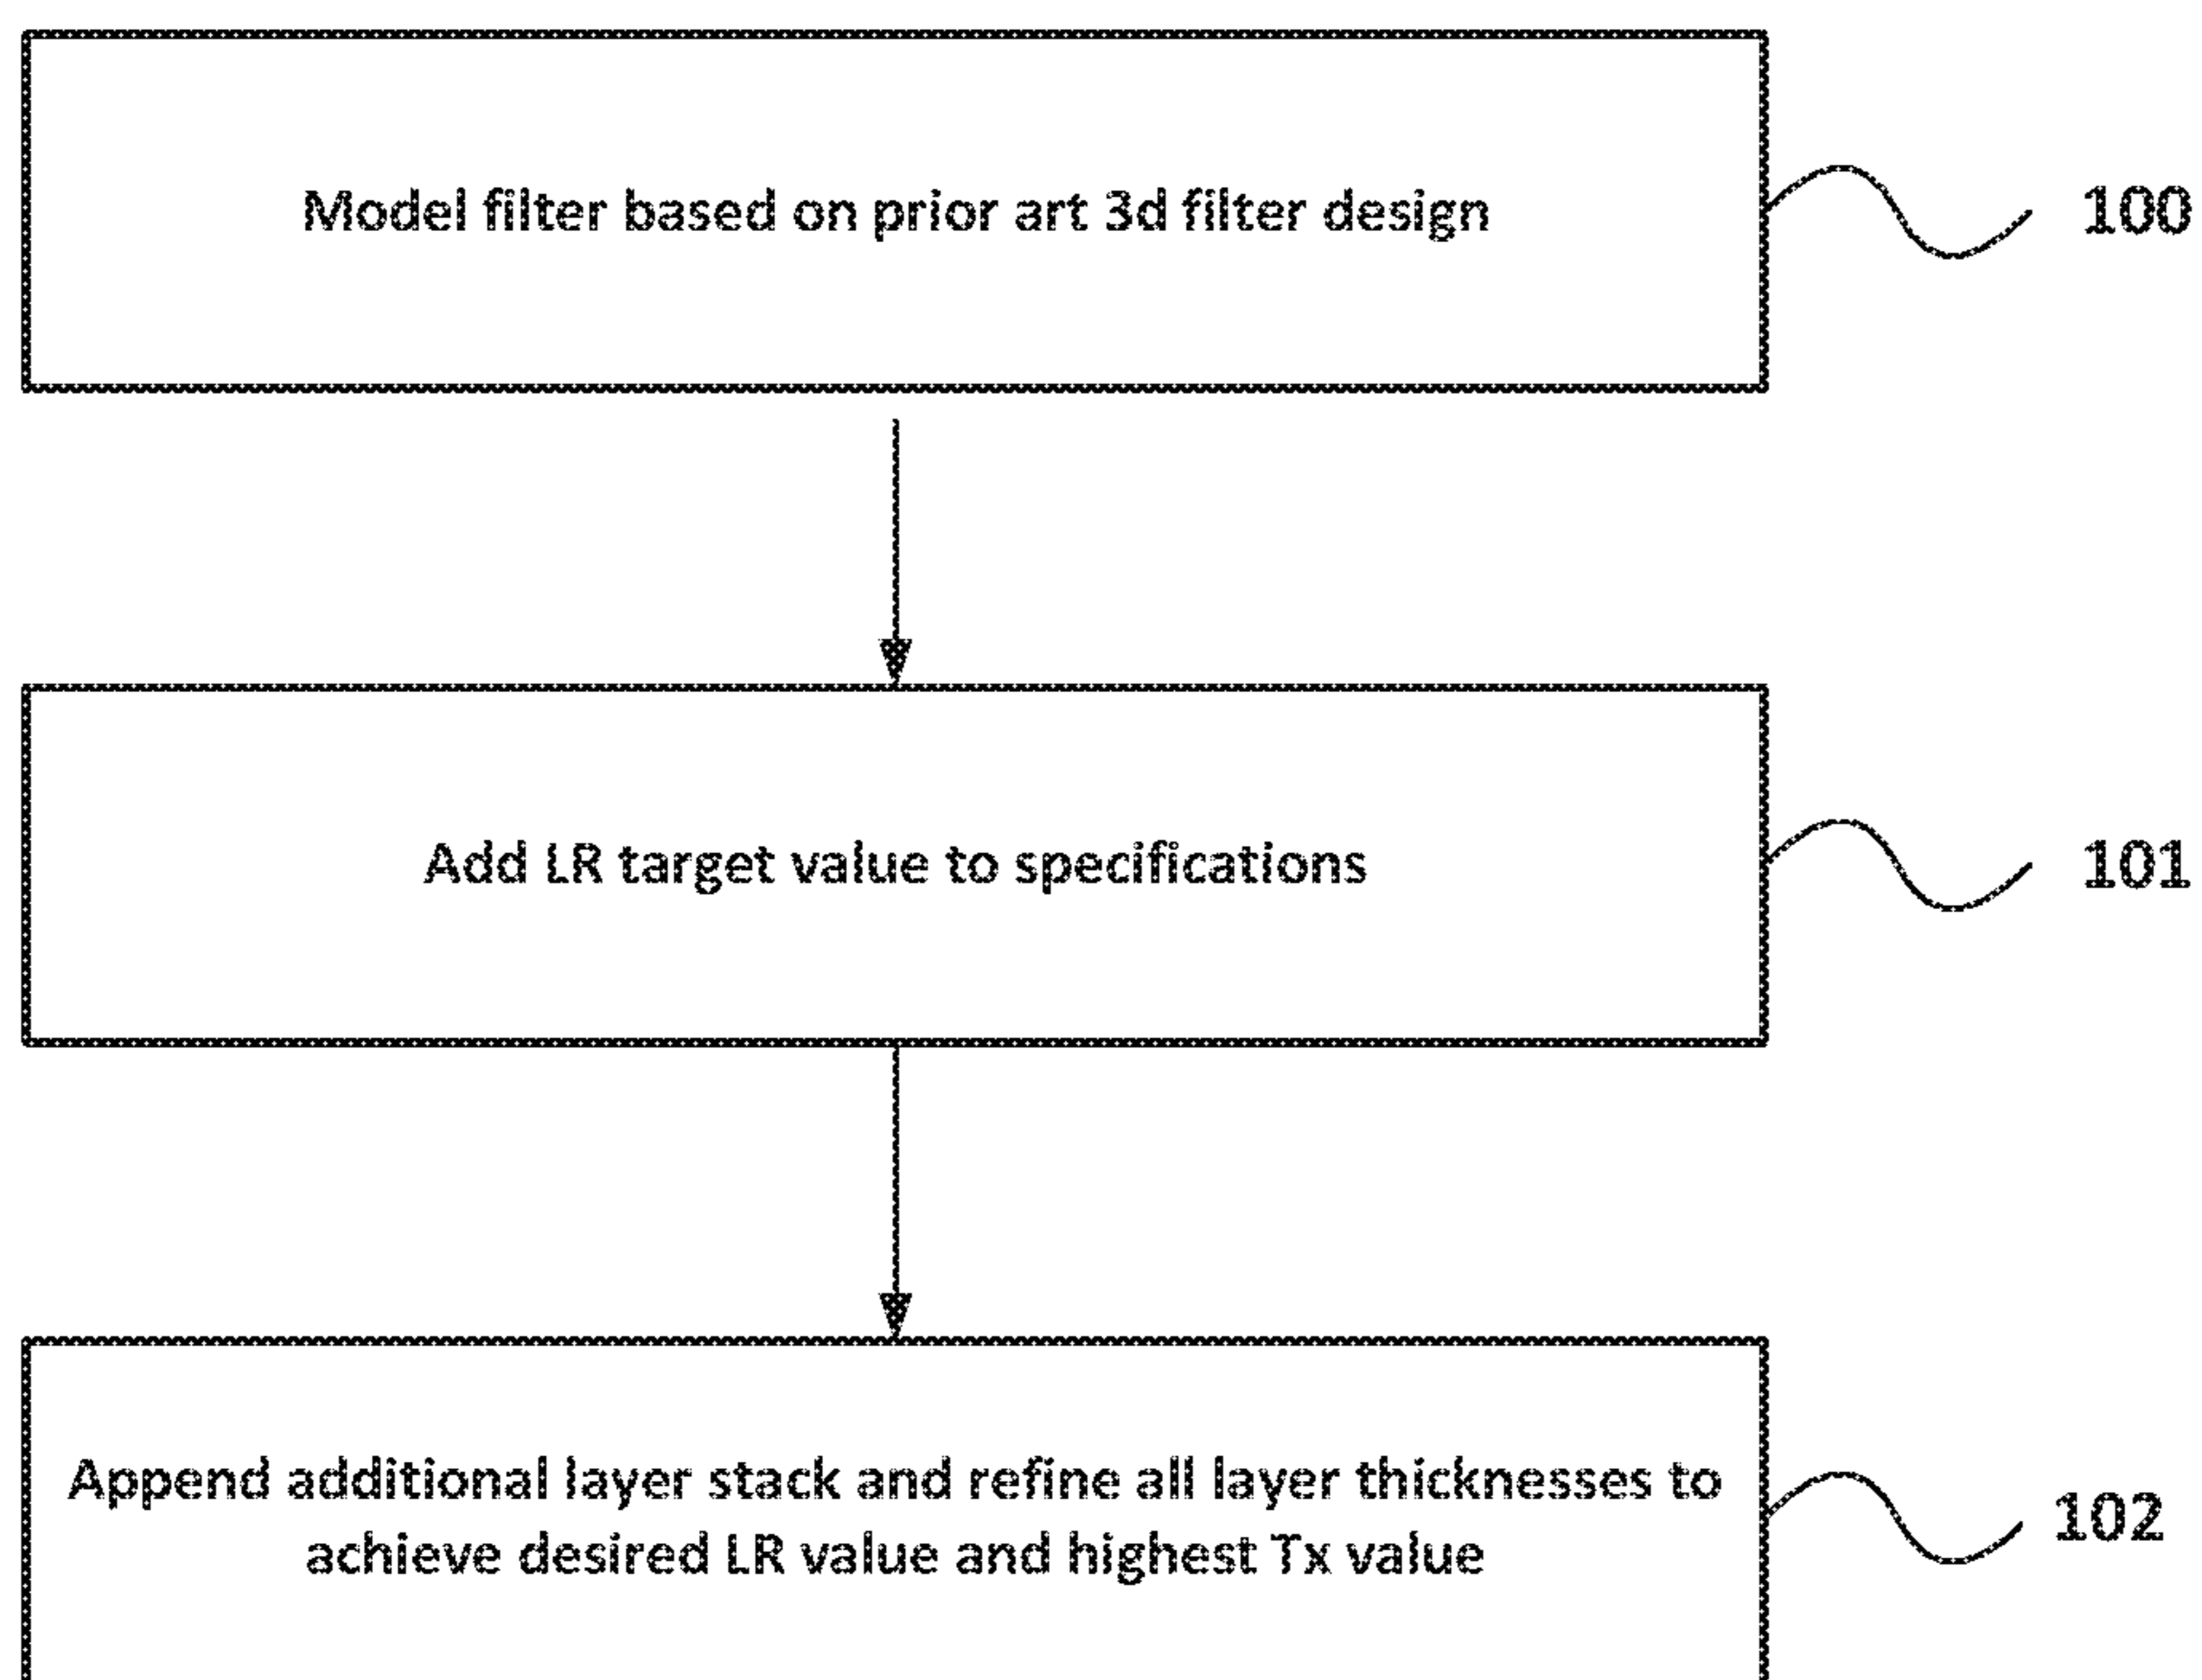 Model filter based on prior art 3d filter design
100
Add LR target value to specifications
101
Append additional layer stack and refine all layer thicknesses to
achieve desired LR value and highest Tx value
102